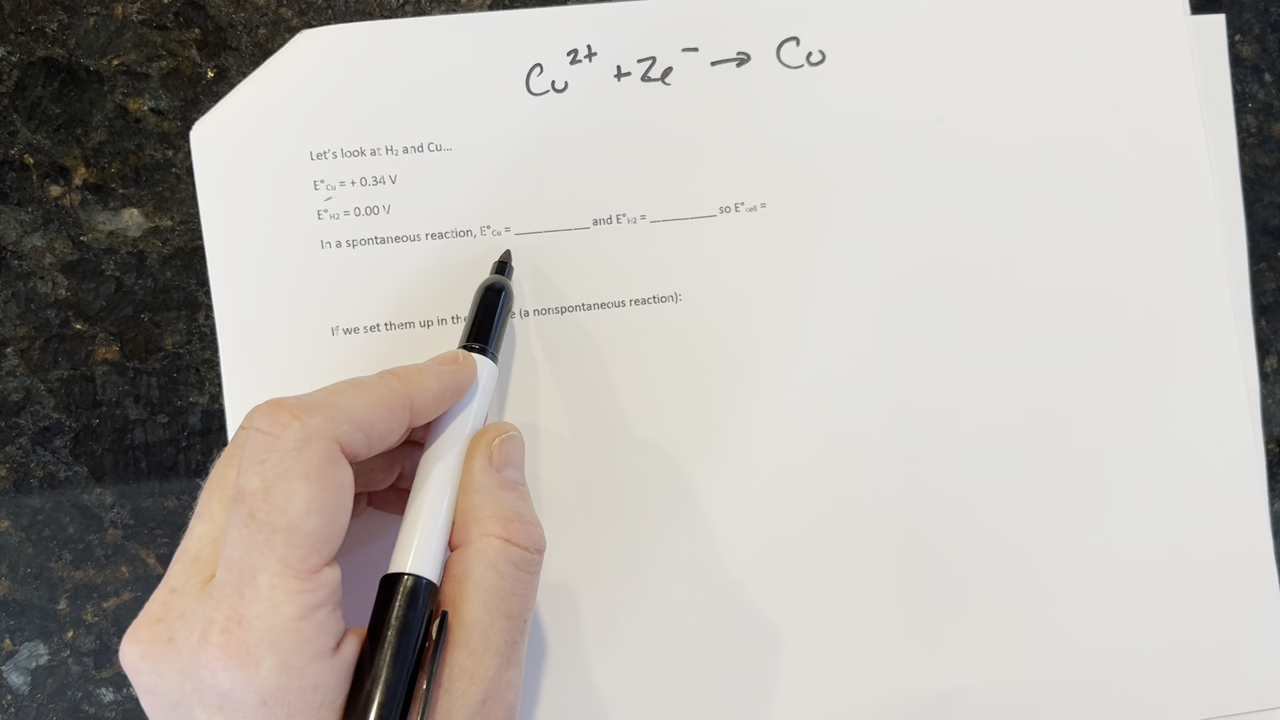 Cu²⁺ + 2e⁻ → Cu
Let's look at H₂ and Cu...
E°Cu = + 0.34 V
E°H2 = 0.00 V
In a spontaneous reaction, E°Cu = __________ and E°H2 = _________ so E°cell =
If we set them up in the (a nonspontaneous reaction):